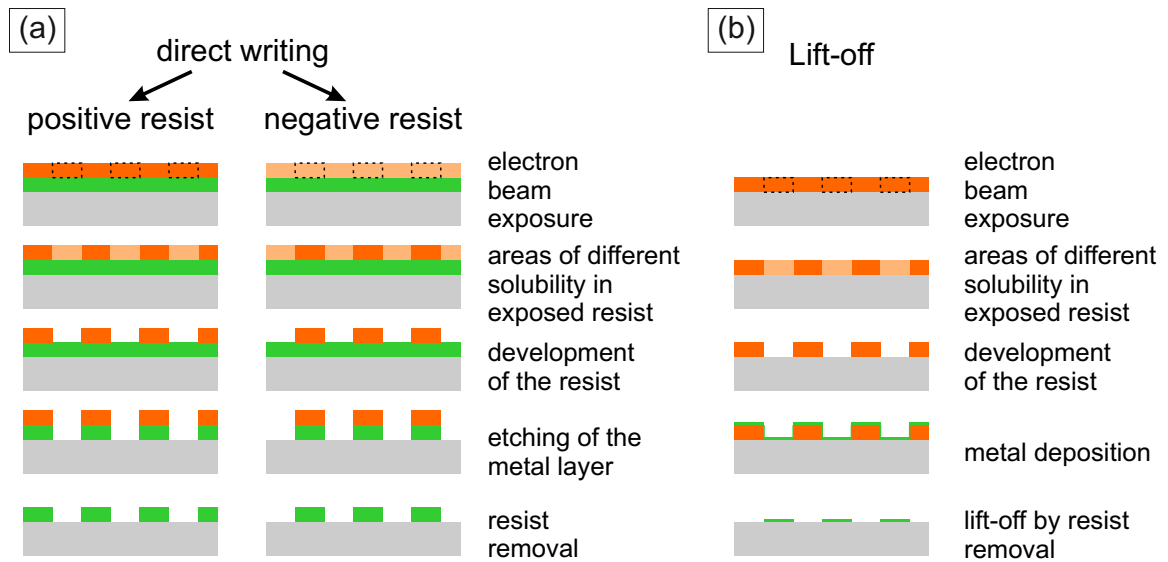 (a)
direct writing
positive resist
negative resist
electron
beam
exposure
areas of different
solubility in
exposed resist
development
of the resist
etching of the
metal layer
resist
removal
(b)
Lift-off
electron
beam
exposure
areas of different
solubility in
exposed resist
development
of the resist
metal deposition
lift-off by resist
removal